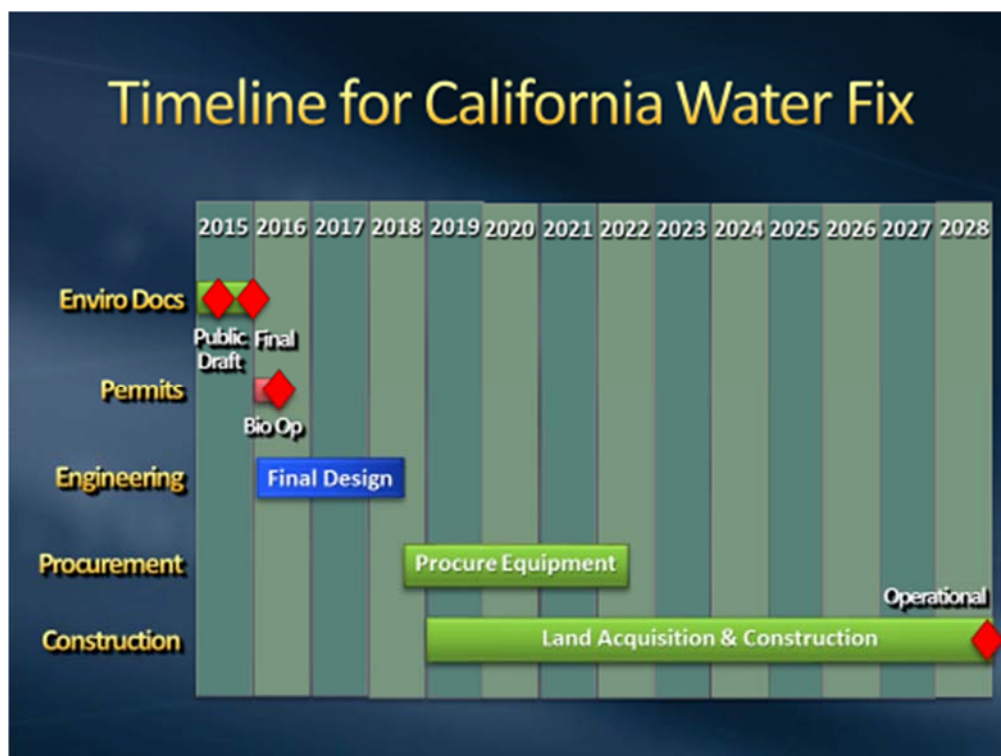 Timeline for California Water Fix
2015 2016 2017 2018 2019 2020 2021 2022 2023 2024 2025 2026 2027 2028
Enviro Docs
Public Final
Draft
Permits
Bio Op
Engineering Final Design
Procurement Procure Equipment
Operational
Construction Land Acquisition & Construction